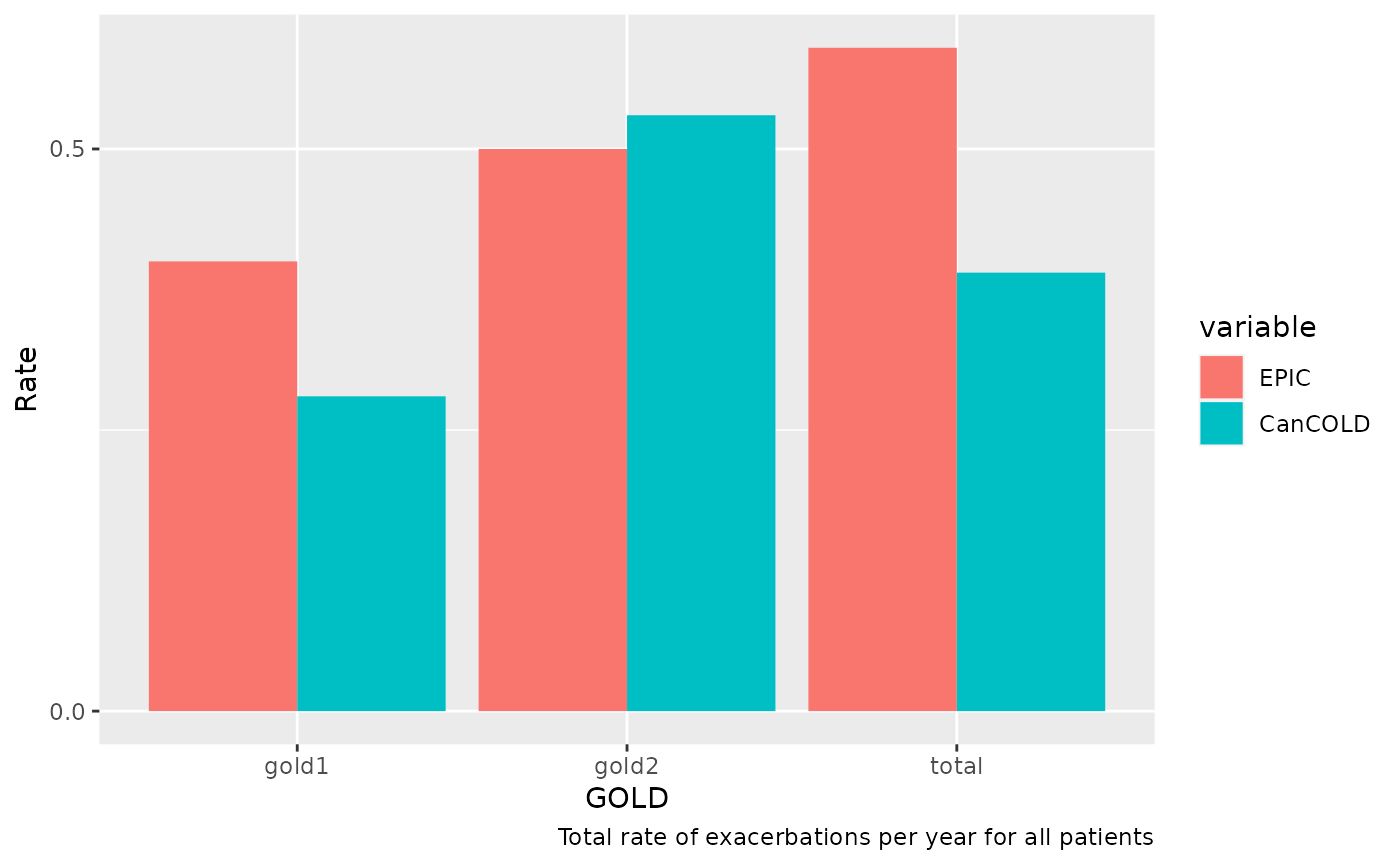 Rate
0.5
0.0
gold1
gold2
total
GOLD
Total rate of exacerbations per year for all patients
variable
EPIC
CanCOLD